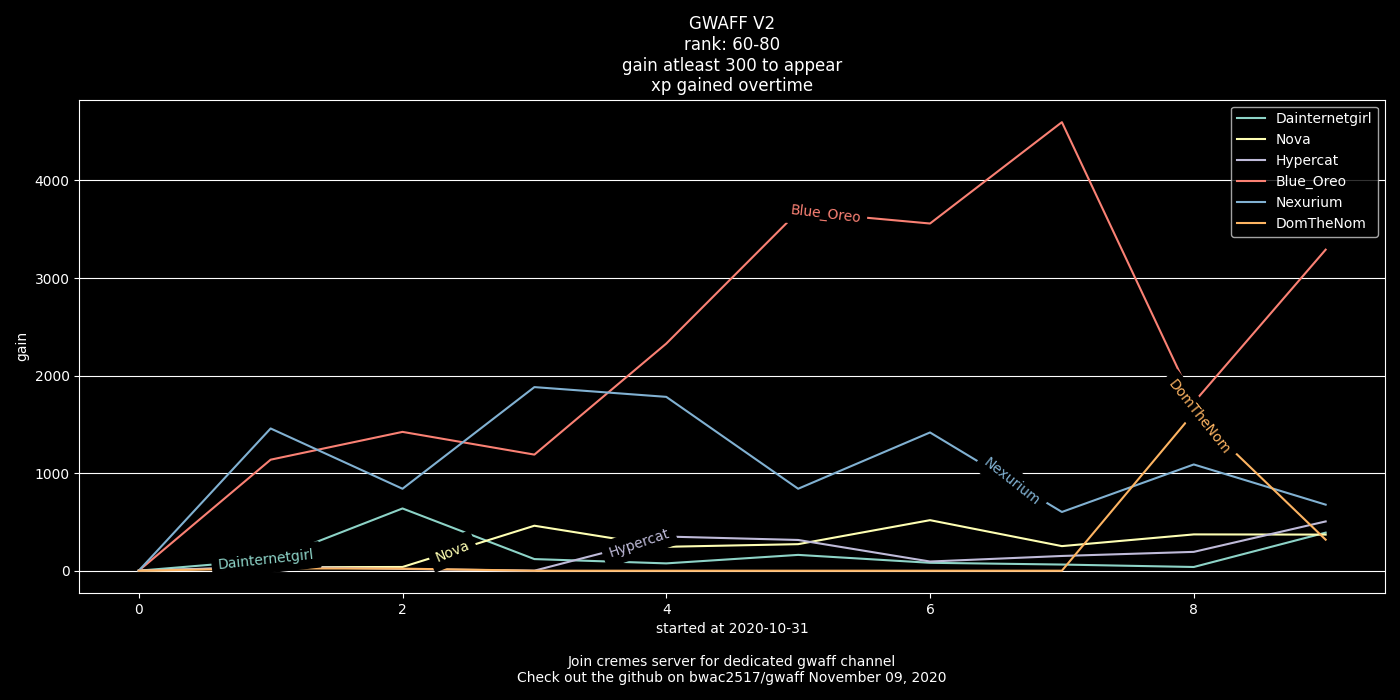 GWAFF V2
rank: 60-80
gain atleast 300 to appear
xp gained overtime
Dainternetgirl
Nova
Hypercat
Blue_Oreo
Nexurium
DomTheNom
4000
3000
2000
1000
0
gain
Blue_Oreo
DomTheNom
Nexurium
Hypercat
Nova
Dainternetgirl
0
2
4
6
8
started at 2020-10-31
Join cremes server for dedicated gwaff channel
Check out the github on bwac2517/gwaff November 09, 2020